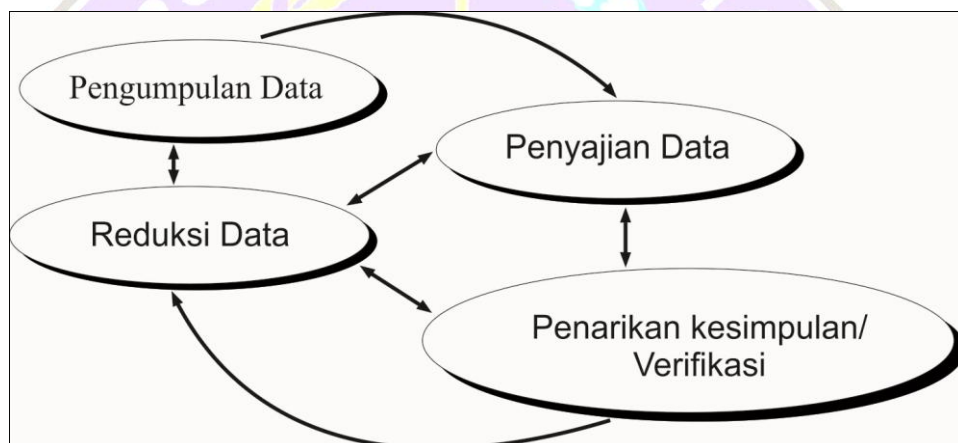 Pengumpulan Data
Penyajian Data
Reduksi Data
Penarikan kesimpulan/
Verifikasi